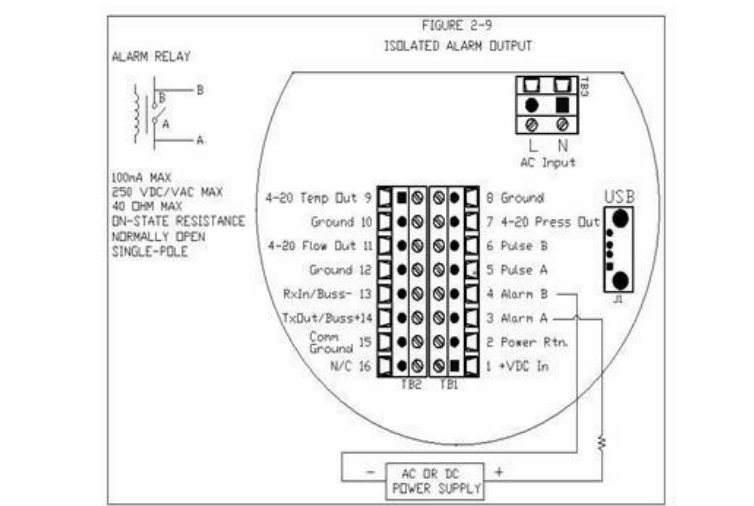 FIGURE 2-9
ISOLATED ALARM OUTPUT
ALARM RELAY
B
B
A
A
100mA MAX
250 VDC/VAC MAX
40 OHM MAX
ON-STATE RESISTANCE
NORMALLY OPEN
SINGLE-POLE
TB3
L N
AC Input
4-20 Temp Out 9
Ground 10
4-20 Flow Out 11
Ground 12
RxIn/Buss- 13
TxOut/Buss+14
Comm
Ground 15
N/C 16
TB2 TB1
8 Ground
7 4-20 Press Out
6 Pulse B
5 Pulse A
4 Alarm B
3 Alarm A
2 Power Rtn.
1 +VDC In
USB
J1
- AC OR DC +
POWER SUPPLY